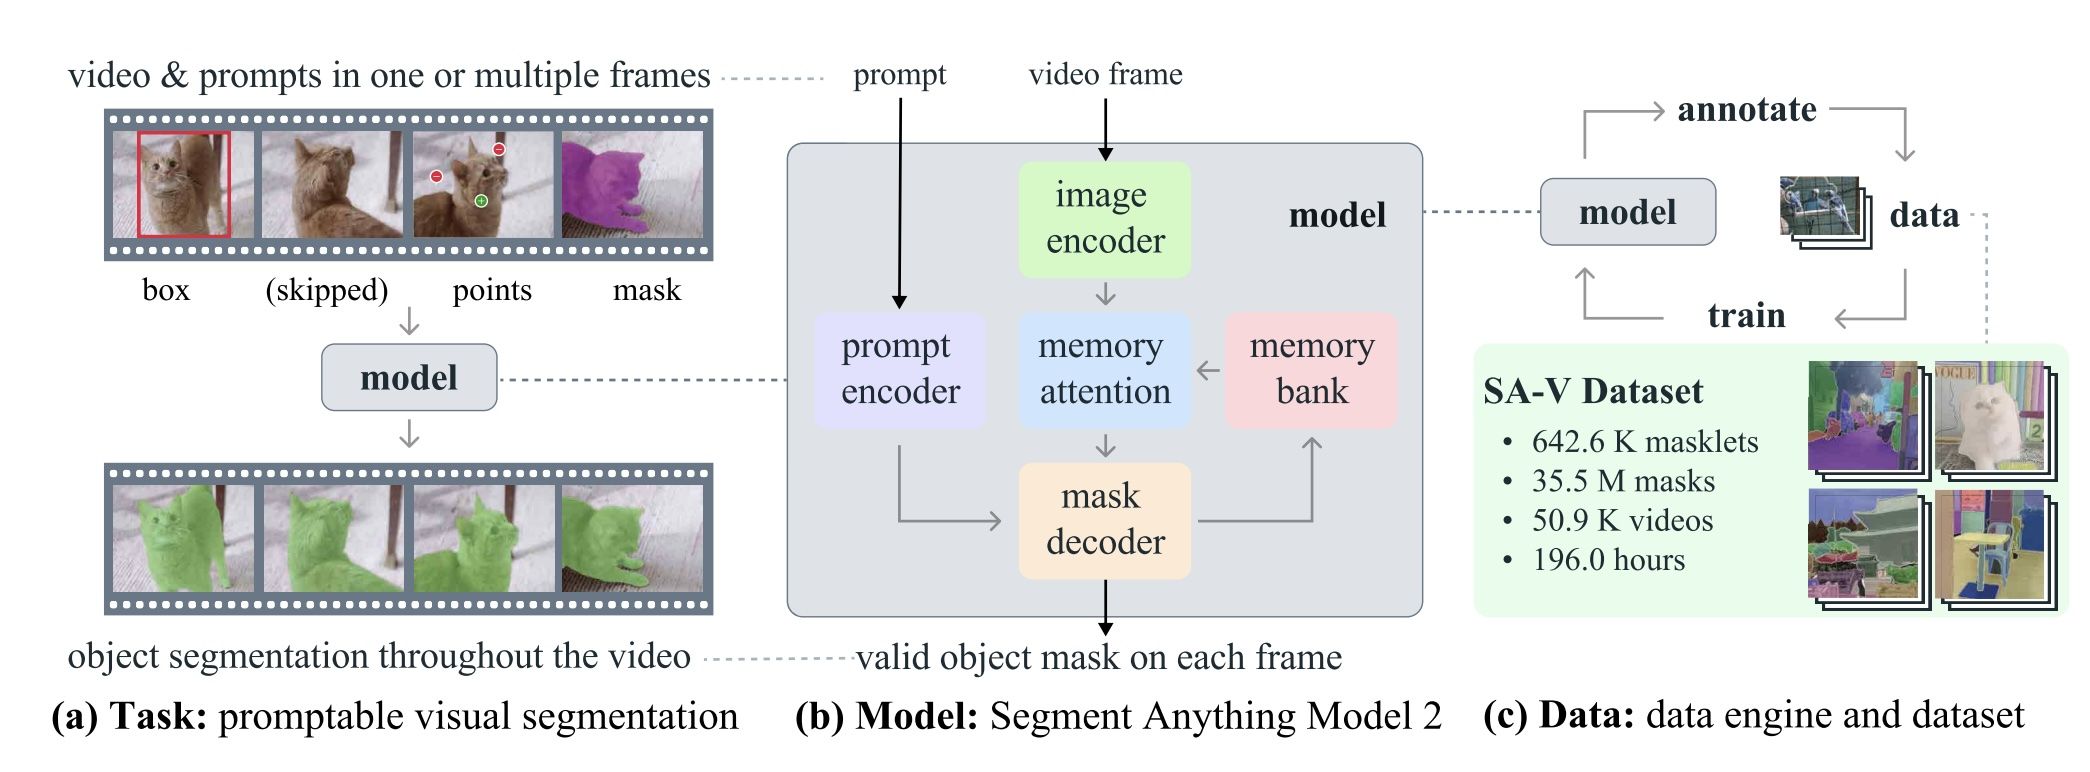 video & prompts in one or multiple frames
box (skipped) points mask
model
object segmentation throughout the video
(a) Task: promptable visual segmentation
prompt video frame
image
encoder
model
prompt
encoder
memory
attention
memory
bank
mask
decoder
valid object mask on each frame
(b) Model: Segment Anything Model 2
annotate
model
data
train
SA-V Dataset
• 642.6 K masklets
• 35.5 M masks
• 50.9 K videos
• 196.0 hours
VOGUE
2
(c) Data: data engine and dataset